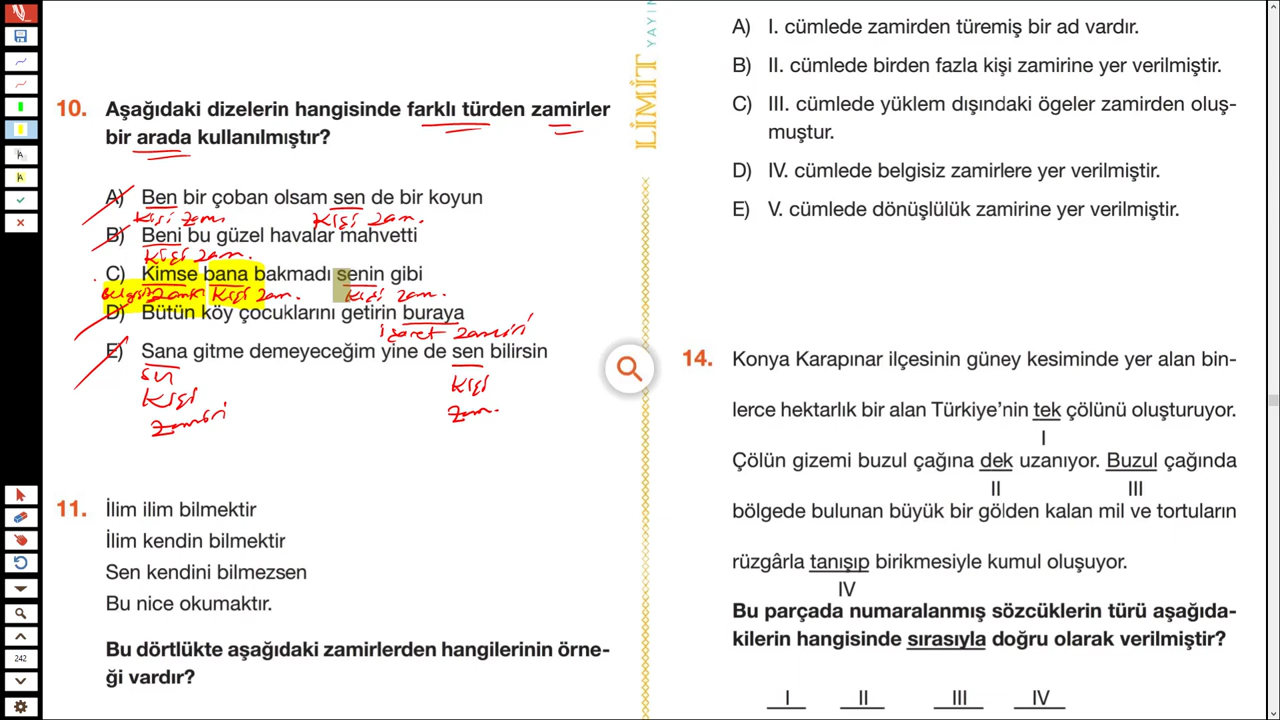 10. Aşağıdaki dizelerin hangisinde farklı türden zamirler
bir arada kullanılmıştır?
A) Ben bir çoban olsam sen de bir koyun
Kişi zam. Kişi zam.
B) Beni bu güzel havalar mahvetti
Kişi zam.
C) Kimse bana bakmadı senin gibi
Kişi zam. Kişi zam.
D) Bütün köy çocuklarını getirin buraya
işaret zamiri
E) Sana gitme demeyeceğim yine de sen bilirsin
sen
Kişi
zamiri
Kişi
zam.
11. İlim ilim bilmektir
İlim kendin bilmektir
Sen kendini bilmezsen
Bu nice okumaktır.
Bu dörtlükte aşağıdaki zamirlerden hangilerinin örne-
ği vardır?
LİMİT YAYIN
A) I. cümlede zamirden türemiş bir ad vardır.
B) II. cümlede birden fazla kişi zamirine yer verilmiştir.
C) III. cümlede yüklem dışındaki ögeler zamirden oluş-
muştur.
D) IV. cümlede belgisiz zamirlere yer verilmiştir.
E) V. cümlede dönüşlülük zamirine yer verilmiştir.
14. Konya Karapınar ilçesinin güney kesiminde yer alan bin-
lerce hektarlık bir alan Türkiye'nin tek çölünü oluşturuyor.
I
Çölün gizemi buzul çağına dek uzanıyor. Buzul çağında
II III
bölgede bulunan büyük bir gölden kalan mil ve tortuların
rüzgârla tanışıp birikmesiyle kumul oluşuyor.
IV
Bu parçada numaralanmış sözcüklerin türü aşağıda-
kilerin hangisinde sırasıyla doğru olarak verilmiştir?
I II III IV
242